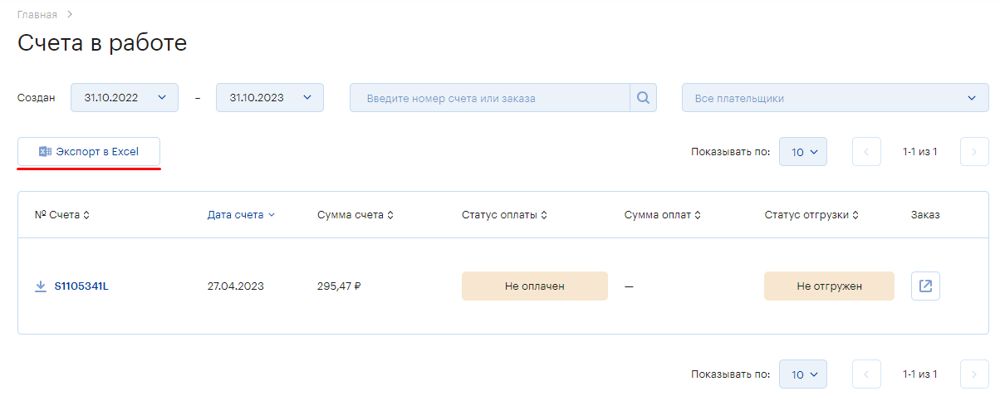 Главная
Счета в работе
Создан 31.10.2022 – 31.10.2023 Введите номер счета или заказа Все плательщики
Экспорт в Excel Показывать по: 10 1-1 из 1
№ Счета Дата счета Сумма счета Статус оплаты Сумма оплат Статус отгрузки Заказ
S1105341L 27.04.2023 295,47 ₽ Не оплачен — Не отгружен
Показывать по: 10 1-1 из 1